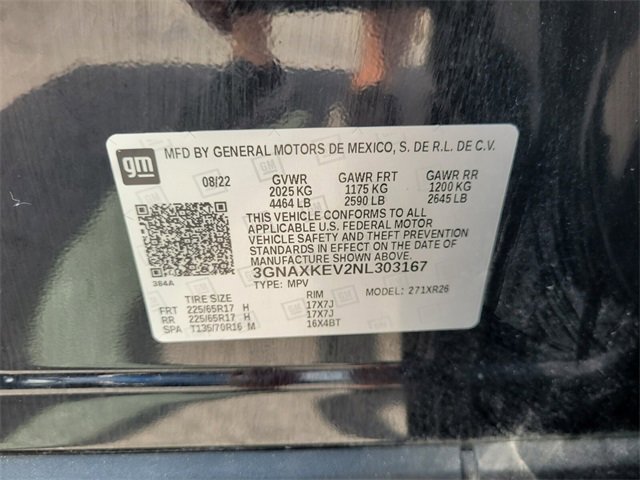 gm
MFD BY GENERAL MOTORS DE MEXICO, S. DE R.L. DE C.V.
08/22 GVWR GAWR FRT GAWR RR
2025 KG 1175 KG 1200 KG
4464 LB 2590 LB 2645 LB
THIS VEHICLE CONFORMS TO ALL
APPLICABLE U.S. FEDERAL MOTOR
VEHICLE SAFETY AND THEFT PREVENTION
STANDARDS IN EFFECT ON THE DATE OF
MANUFACTURE SHOWN ABOVE.
3GNAXKEV2NL303167
384A
TYPE: MPV MODEL: 271XR26
TIRE SIZE RIM
FRT 225/65R17 H 17X7J
RR 225/65R17 H 17X7J
SPA T135/70R16 M 16X4BT